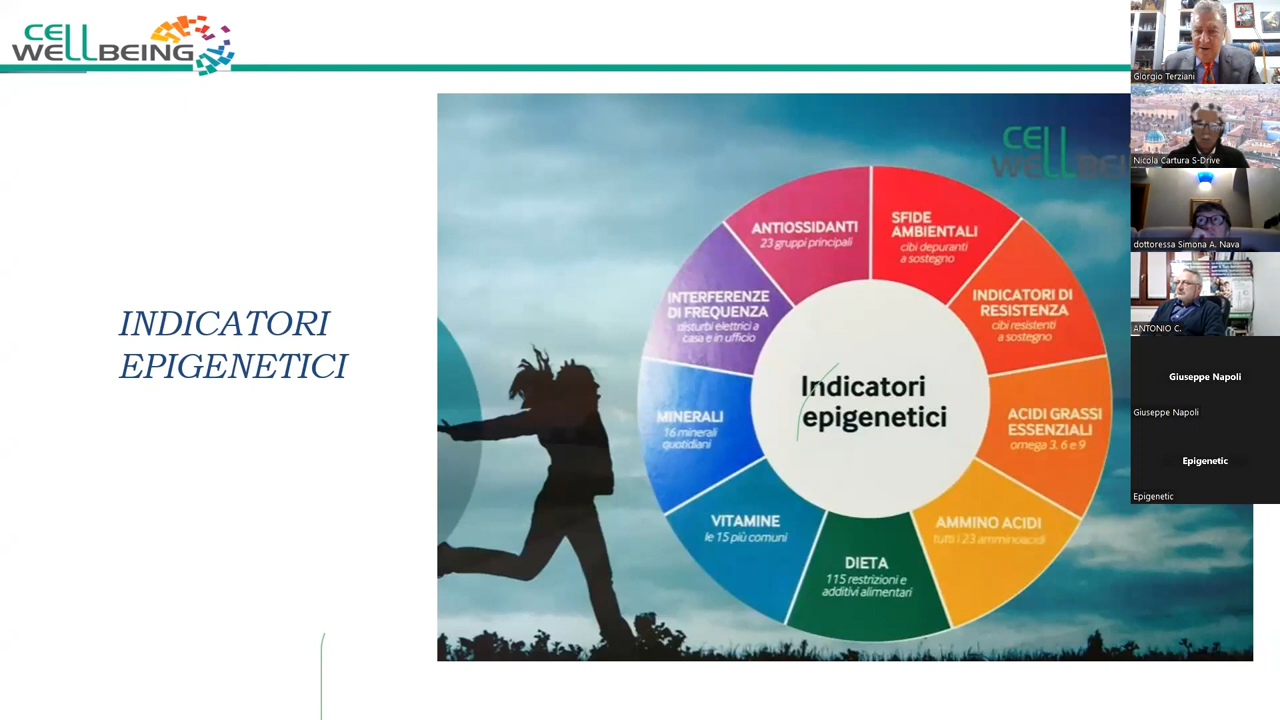 CELL
WELLBEING
INDICATORI
EPIGENETICI
CELL
WELLBEI
ANTIOSSIDANTI
23 gruppi principali
SFIDE
AMBIENTALI
cibi depuranti
a sostegno
INTERFERENZE
DI FREQUENZA
disturbi elettrici a
casa e in ufficio
INDICATORI DI
RESISTENZA
cibi resistenti
a sostegno
MINERALI
16 minerali
quotidiani
Indicatori
epigenetici
ACIDI GRASSI
ESSENZIALI
omega 3, 6 e 9
VITAMINE
le 15 più comuni
AMMINO ACIDI
tutti i 23 amminoacidi
DIETA
115 restrizioni e
additivi alimentari
Giorgio Terziani
Nicola Cartura S-Drive
dottoressa Simona A. Nava
ANTONIO C.
Giuseppe Napoli
Giuseppe Napoli
Epigenetic
Epigenetic